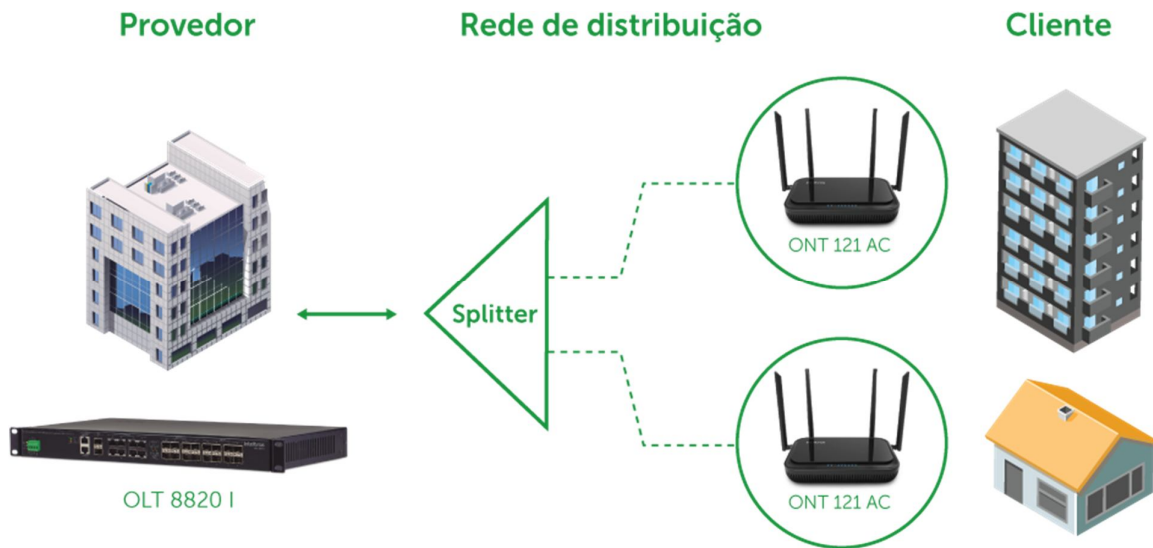 Provedor
Rede de distribuição
Cliente
ONT 121 AC
Splitter
ONT 121 AC
OLT 8820 I